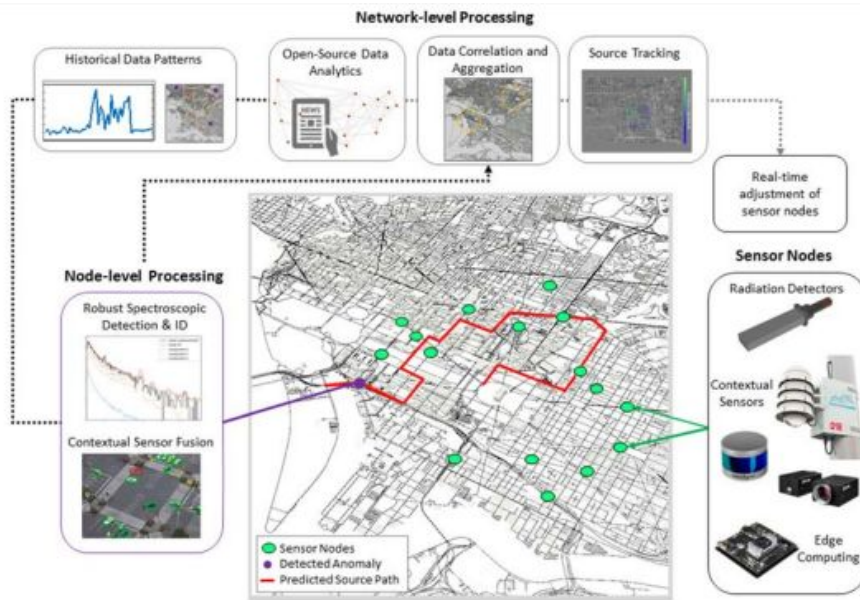 Network-level Processing
Historical Data Patterns
Open-Source Data
Analytics
NEWS
Data Correlation and
Aggregation
Source Tracking
Real-time
adjustment of
sensor nodes
Node-level Processing
Robust Spectroscopic
Detection & ID
Contextual Sensor Fusion
Sensor Nodes
Detected Anomaly
Predicted Source Path
Sensor Nodes
Radiation Detectors
Contextual
Sensors
Edge
Computing